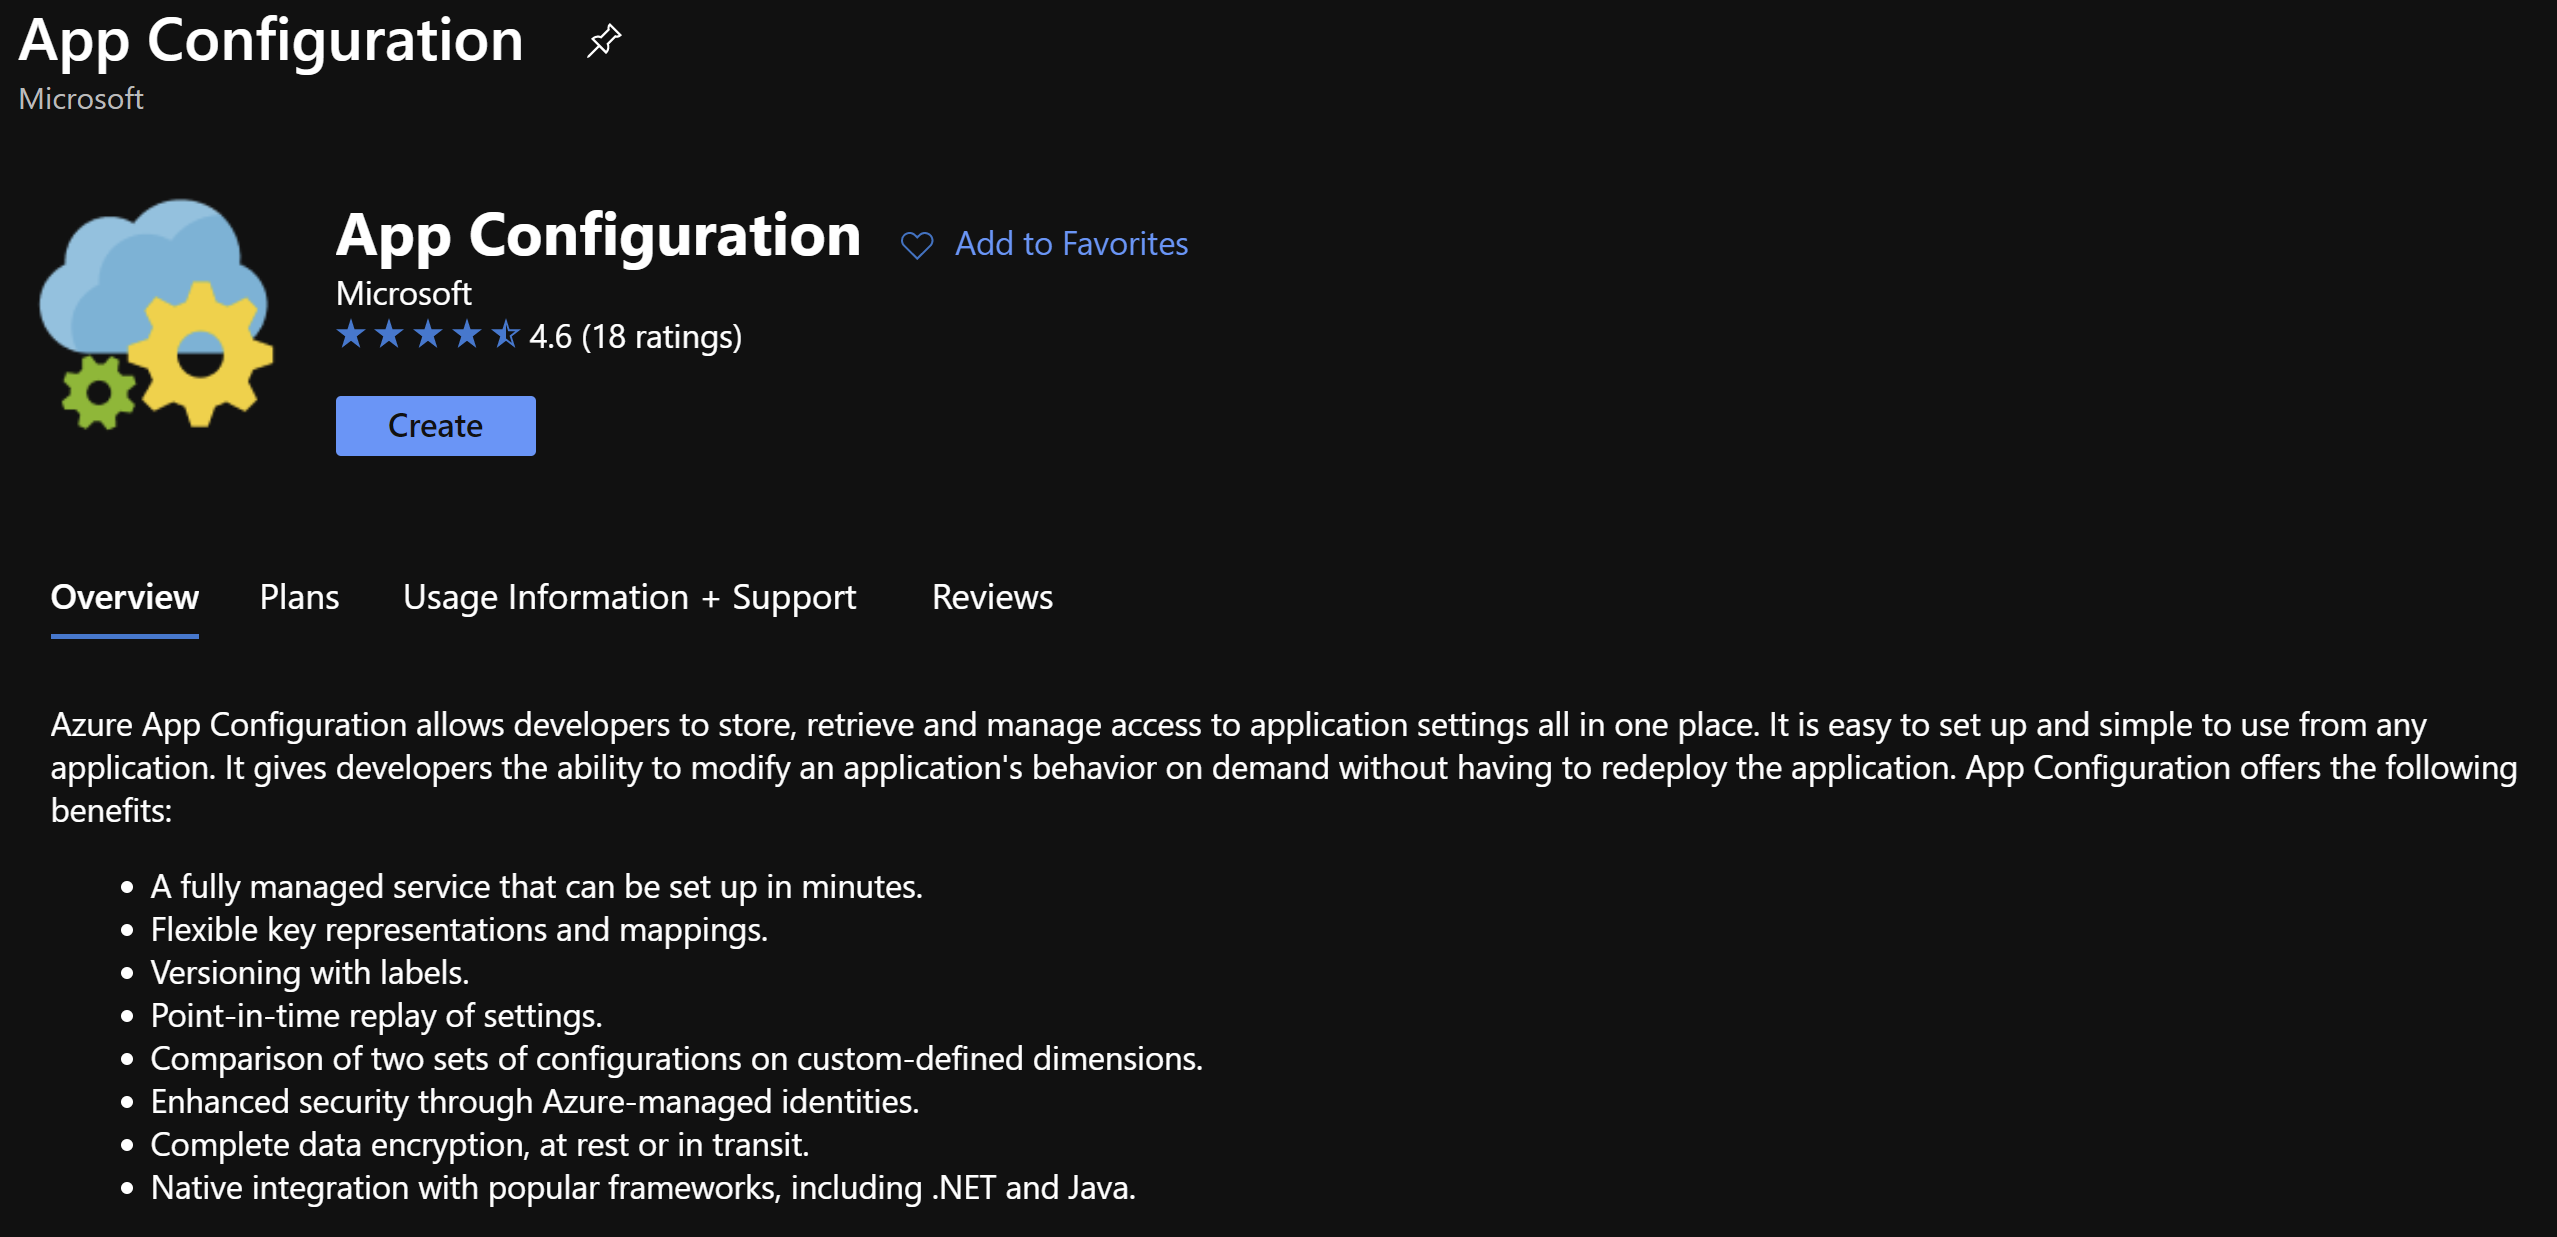 App Configuration
Microsoft
App Configuration
Add to Favorites
Microsoft
4.6 (18 ratings)
Create
Overview
Plans
Usage Information + Support
Reviews
Azure App Configuration allows developers to store, retrieve and manage access to application settings all in one place. It is easy to set up and simple to use from any
application. It gives developers the ability to modify an application's behavior on demand without having to redeploy the application. App Configuration offers the following
benefits:
• A fully managed service that can be set up in minutes.
• Flexible key representations and mappings.
• Versioning with labels.
• Point-in-time replay of settings.
• Comparison of two sets of configurations on custom-defined dimensions.
• Enhanced security through Azure-managed identities.
• Complete data encryption, at rest or in transit.
• Native integration with popular frameworks, including .NET and Java.